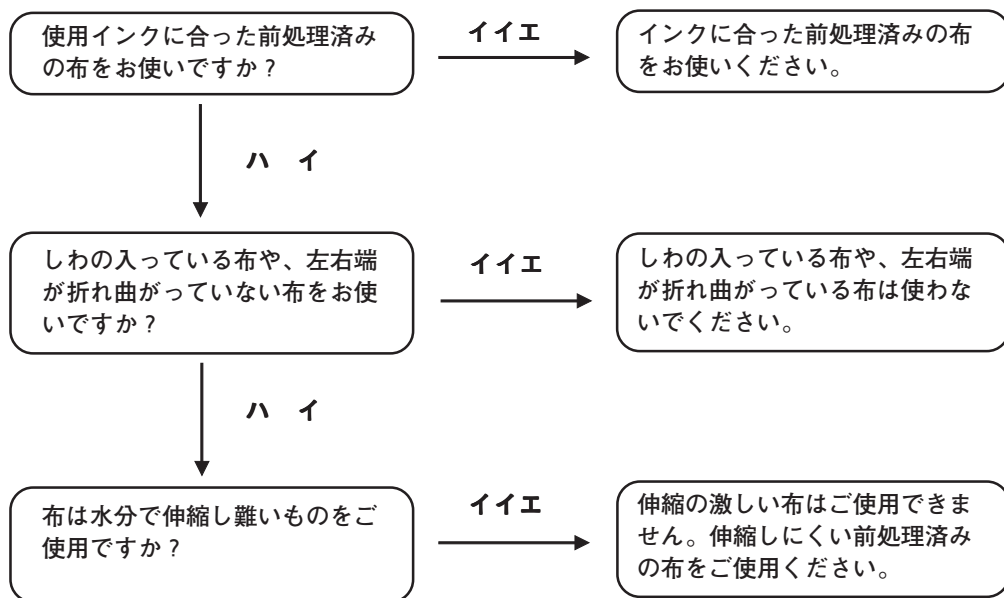 使用インクに合った前処理済み
の布をお使いですか？
イイエ
インクに合った前処理済みの布
をお使いください。
ハ イ
しわの入っている布や、左右端
が折れ曲がっていない布をお使
いですか？
イイエ
しわの入っている布や、左右端
が折れ曲がっている布は使わな
いでください。
ハ イ
布は水分で伸縮し難いものをご
使用ですか？
イイエ
伸縮の激しい布はご使用できま
せん。伸縮しにくい前処理済み
の布をご使用ください。